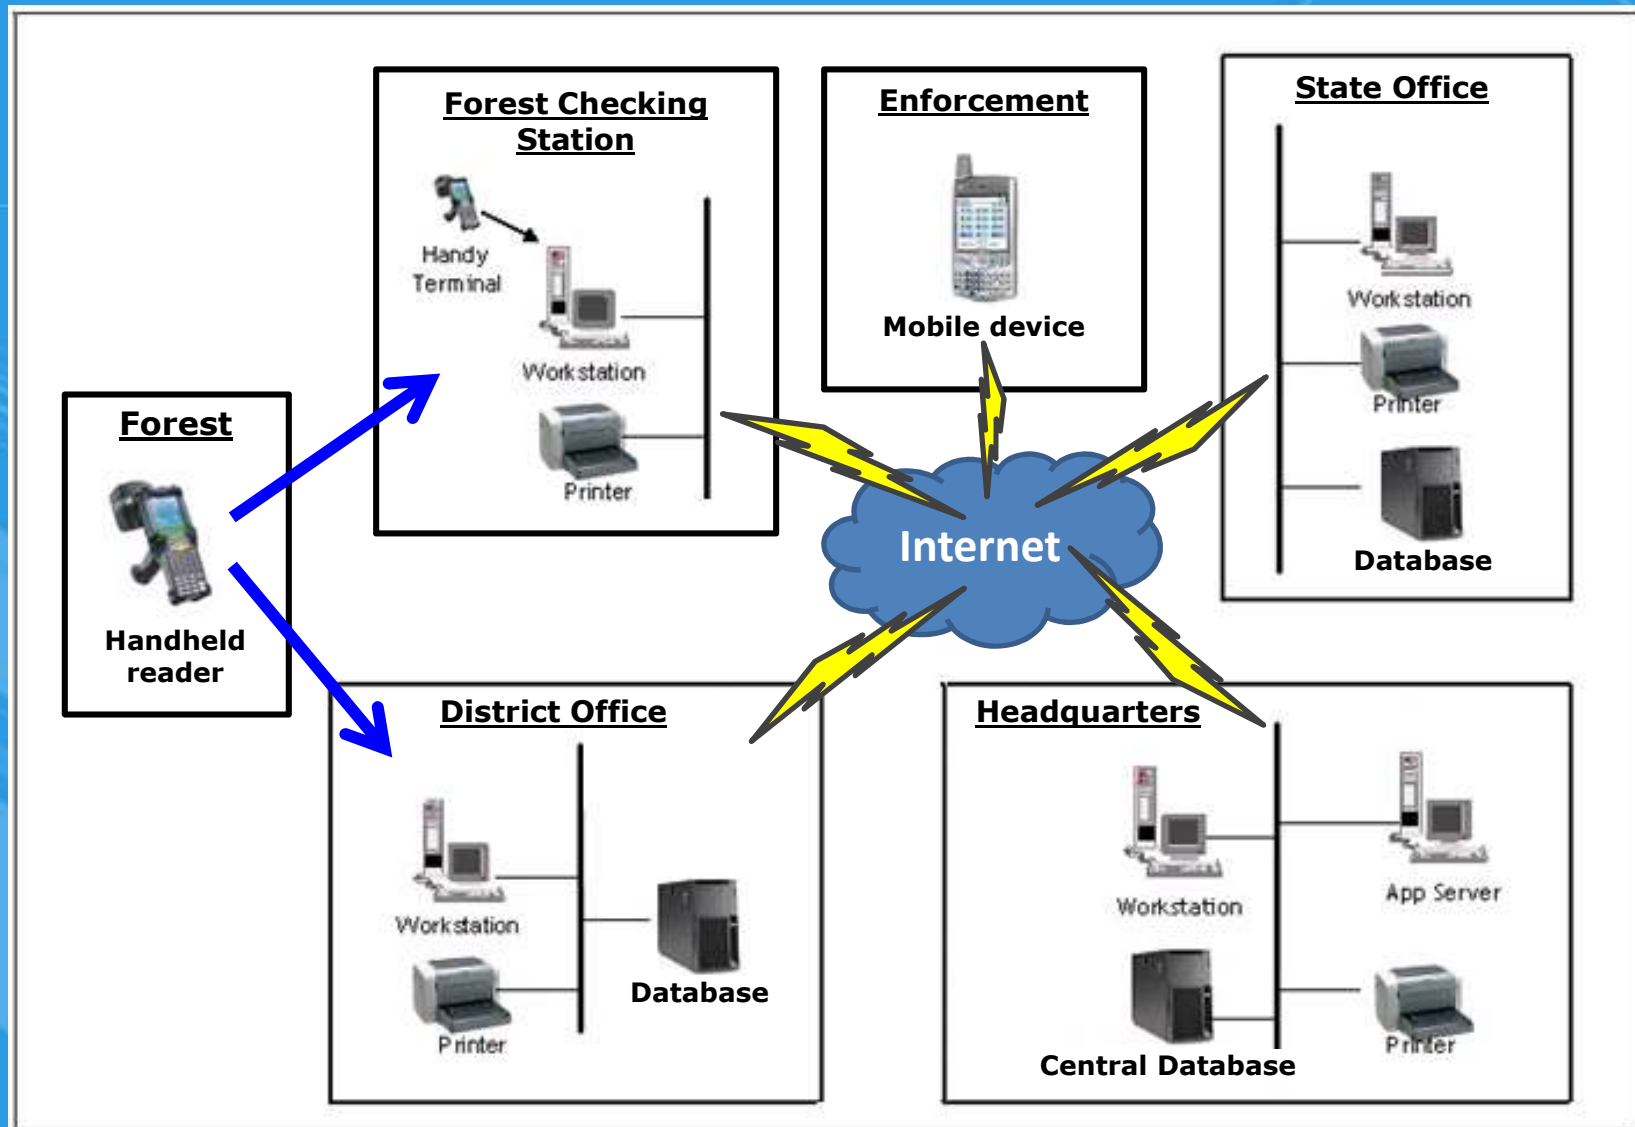 Forest Checking
Station
Handy
Terminal
Workstation
Printer
Enforcement
Mobile device
State Office
Workstation
Printer
Database
Forest
Handheld
reader
Internet
District Office
Workstation
Database
Printer
Headquarters
Workstation
App Server
Central Database
Printer